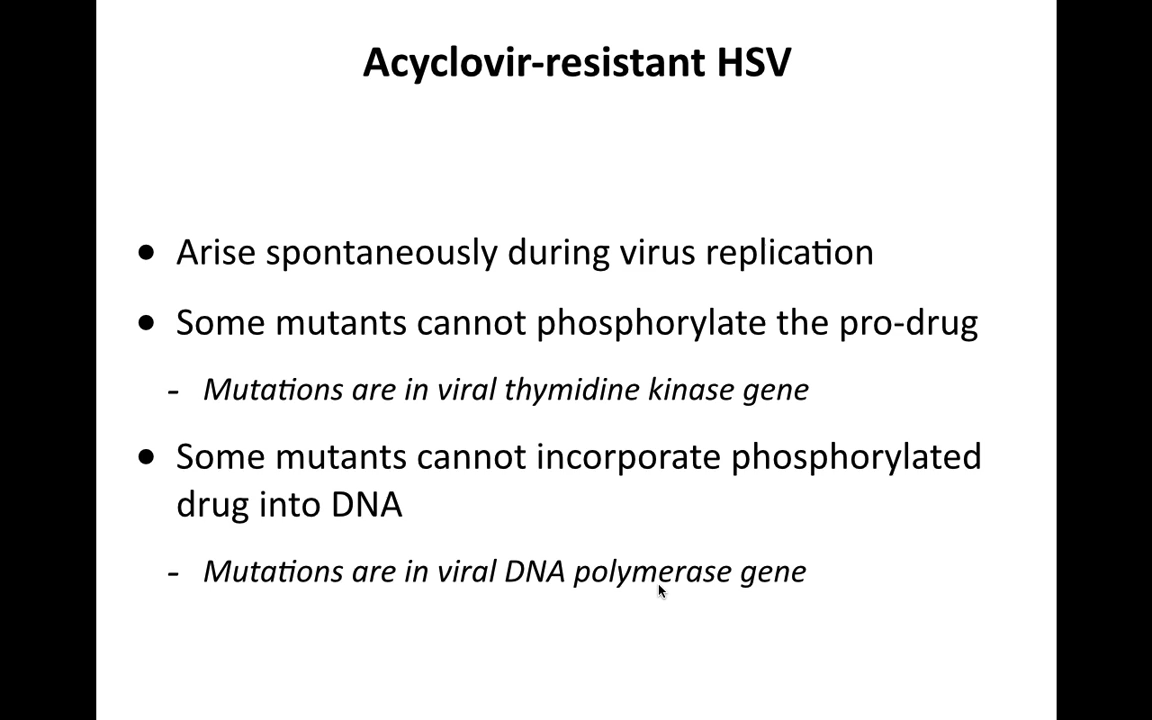 Acyclovir-resistant HSV
● Arise spontaneously during virus replication
● Some mutants cannot phosphorylate the pro-drug
- Mutations are in viral thymidine kinase gene
● Some mutants cannot incorporate phosphorylated
drug into DNA
- Mutations are in viral DNA polymerase gene